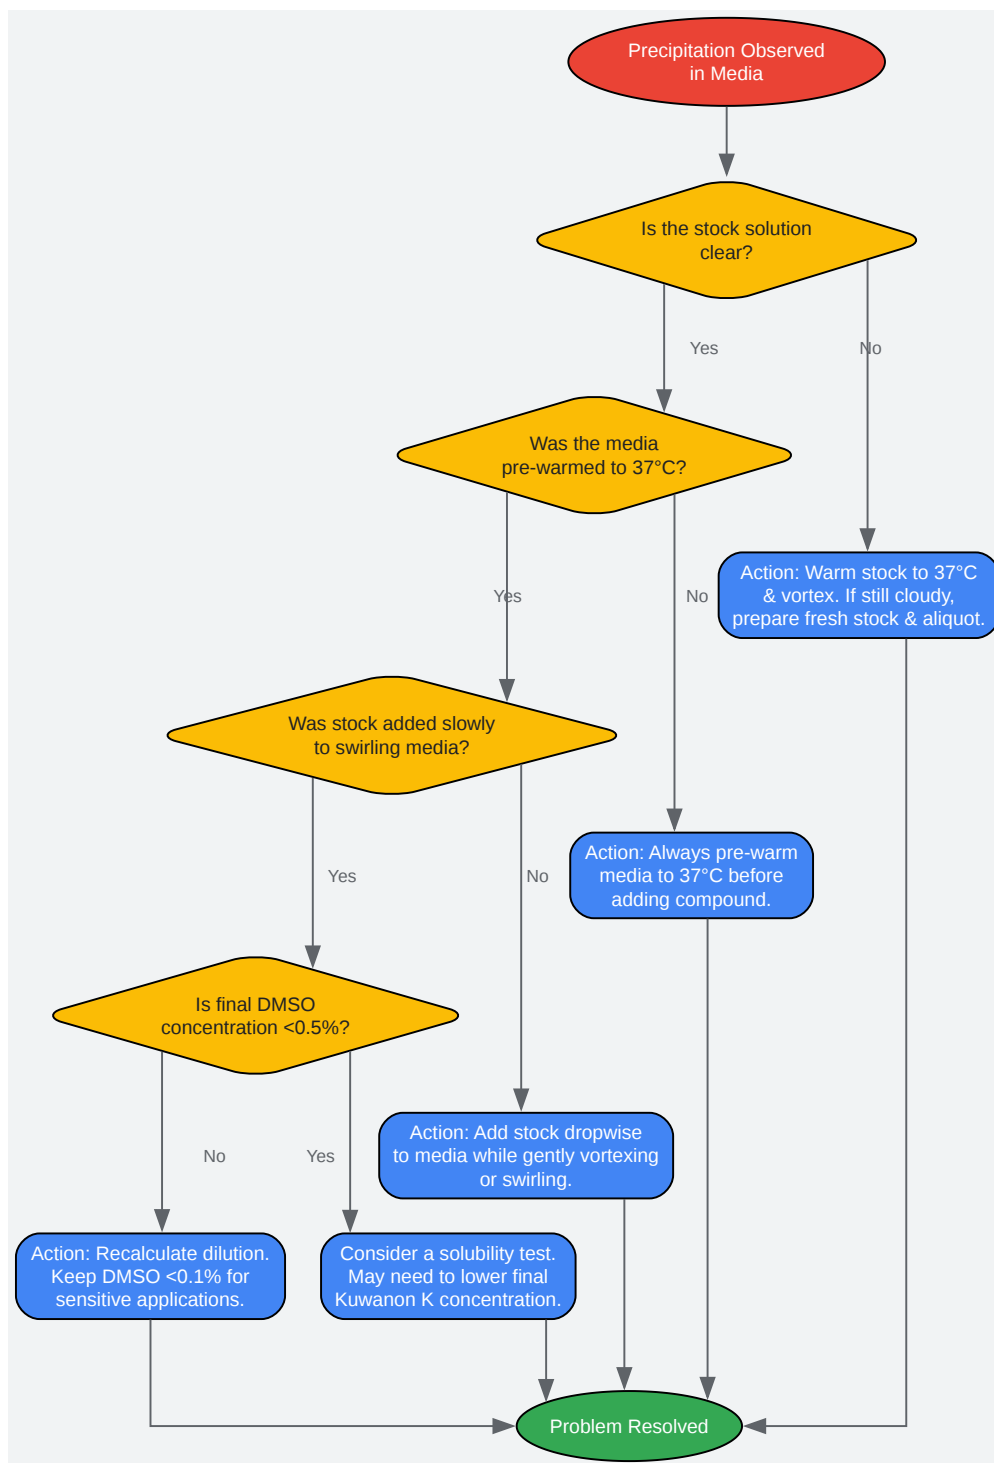 Precipitation Observed
in Media
Is the stock solution
clear?
Yes
No
Was the media
pre-warmed to 37°C?
Action: Warm stock to 37°C
& vortex. If still cloudy,
prepare fresh stock & aliquot.
Yes
No
Was stock added slowly
to swirling media?
Action: Always pre-warm
media to 37°C before
adding compound.
Yes
No
Is final DMSO
concentration <0.5%?
Action: Add stock dropwise
to media while gently vortexing
or swirling.
No
Yes
Action: Recalculate dilution.
Keep DMSO <0.1% for
sensitive applications.
Consider a solubility test.
May need to lower final
Kuwanon K concentration.
Problem Resolved